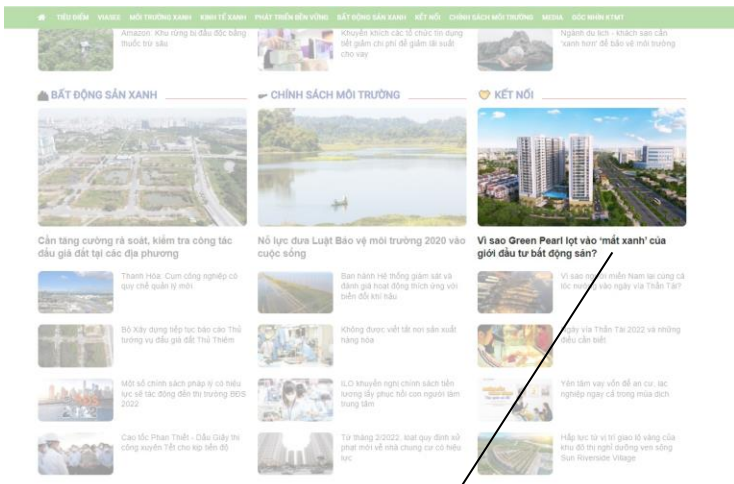 TIÊU ĐIỂM VIASEE MÔI TRƯỜNG XANH KINH TẾ XANH PHÁT TRIỂN BỀN VỮNG BẤT ĐỘNG SẢN XANH KẾT NỐI CHÍNH SÁCH MÔI TRƯỜNG MEDIA GÓC NHÌN KTMT
Amazon: Khu rừng bị đầu độc bằng
thuốc trừ sâu
Khuyến khích các tổ chức tín dụng
tiết giảm chi phí để giảm lãi suất
cho vay
Ngành du lịch - khách sạn cần
'xanh hơn' để bảo vệ môi trường
BẤT ĐỘNG SẢN XANH
Cần tăng cường rà soát, kiểm tra công tác
đấu giá đất tại các địa phương
Thanh Hóa: Cụm công nghiệp có
quy chế quản lý mới
Bộ Xây dựng tiếp tục báo cáo Thủ
tướng vụ đấu giá đất Thủ Thiêm
Một số chính sách pháp lý có hiệu
lực sẽ tác động đến thị trường BĐS
2022
Cao tốc Phan Thiết - Dầu Giây thi
công xuyên Tết cho kịp tiến độ
CHÍNH SÁCH MÔI TRƯỜNG
Nỗ lực đưa Luật Bảo vệ môi trường 2020 vào
cuộc sống
Ban hành Hệ thống giám sát và
đánh giá hoạt động thích ứng với
biến đổi khí hậu
Không được viết tắt nơi sản xuất
hàng hóa
ILO khuyến nghị chính sách tiền
lương lấy phục hồi con người làm
trung tâm
Từ tháng 2/2022, loạt quy định xử
phạt mới về nhà chung cư có hiệu
lực
KẾT NỐI
Vì sao Green Pearl lọt vào 'mắt xanh' của
giới đầu tư bất động sản?
Vì sao người miền Nam lại cúng cá
lóc nướng vào ngày vía Thần Tài?
Ngày vía Thần Tài 2022 và những
điều cần biết
Yên tâm vay vốn để an cư, lạc
nghiệp ngay cả trong mùa dịch
Hấp lực từ vị trí giao lộ vàng của
khu đô thị nghỉ dưỡng ven sông
Sun Riverside Village